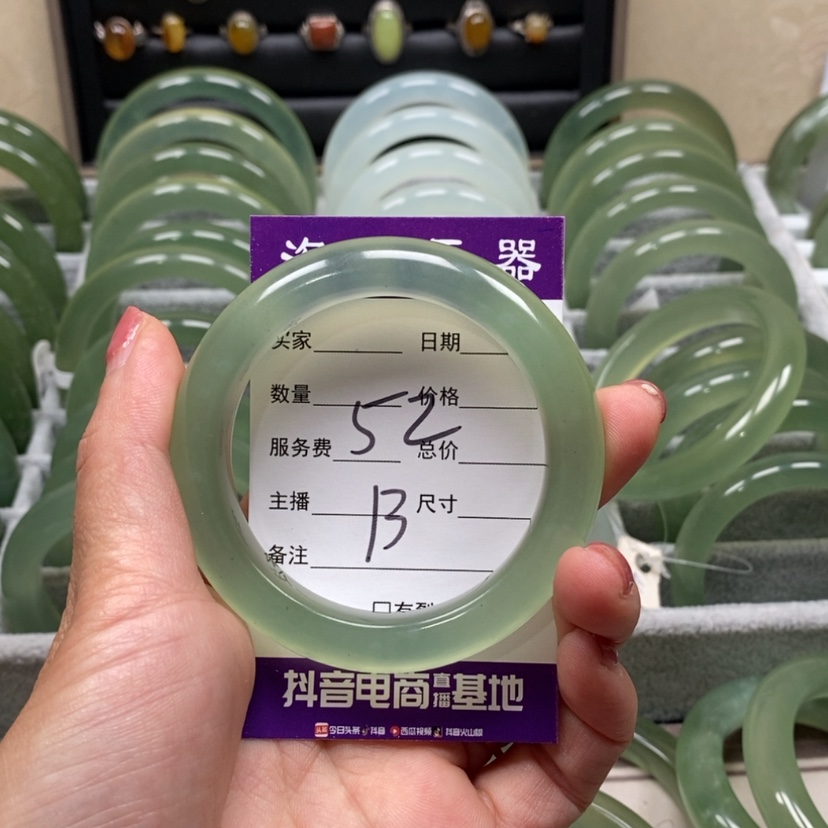 器
买家 日期
数量 价格
52
服务费 总价
主播 尺寸
13
备注
抖音电商直播基地
今日头条 抖音 西瓜视频 抖音火山版